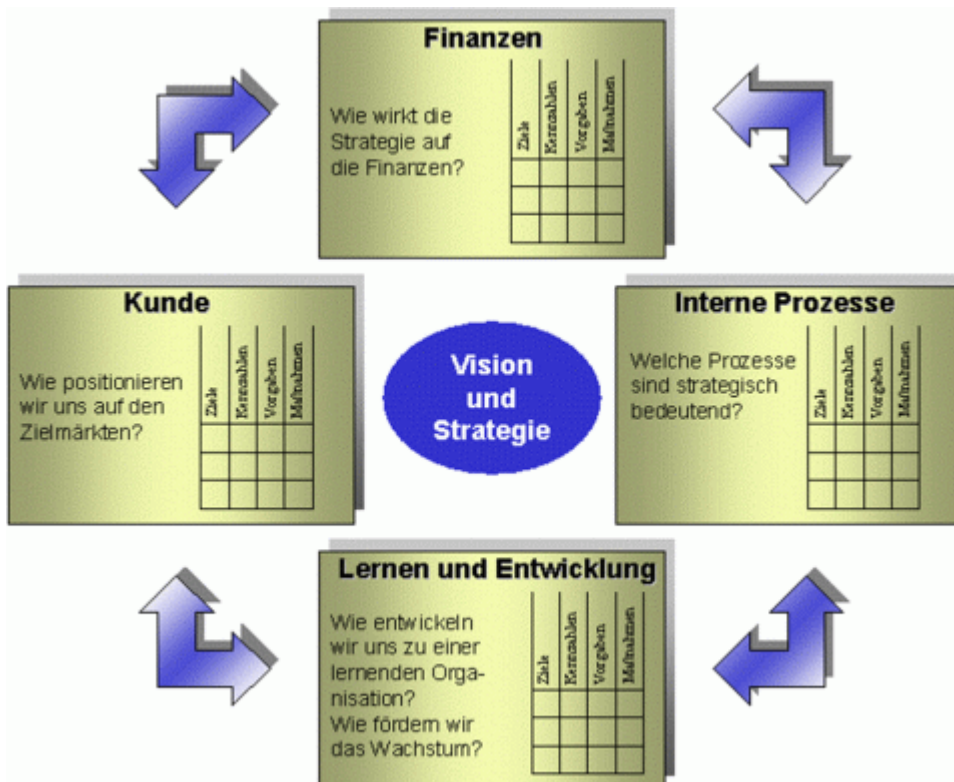 Finanzen
Wie wirkt die
Strategie auf
die Finanzen?
Ziele
Kennzahlen
Vorgaben
Maßnahmen
Kunde
Wie positionieren
wir uns auf den
Zielmärkten?
Ziele
Kennzahlen
Vorgaben
Maßnahmen
Vision
und
Strategie
Interne Prozesse
Welche Prozesse
sind strategisch
bedeutend?
Ziele
Kennzahlen
Vorgaben
Maßnahmen
Lernen und Entwicklung
Wie entwickeln
wir uns zu einer
lernenden Orga-
nisation?
Wie fördern wir
das Wachstum?
Ziele
Kennzahlen
Vorgaben
Maßnahmen